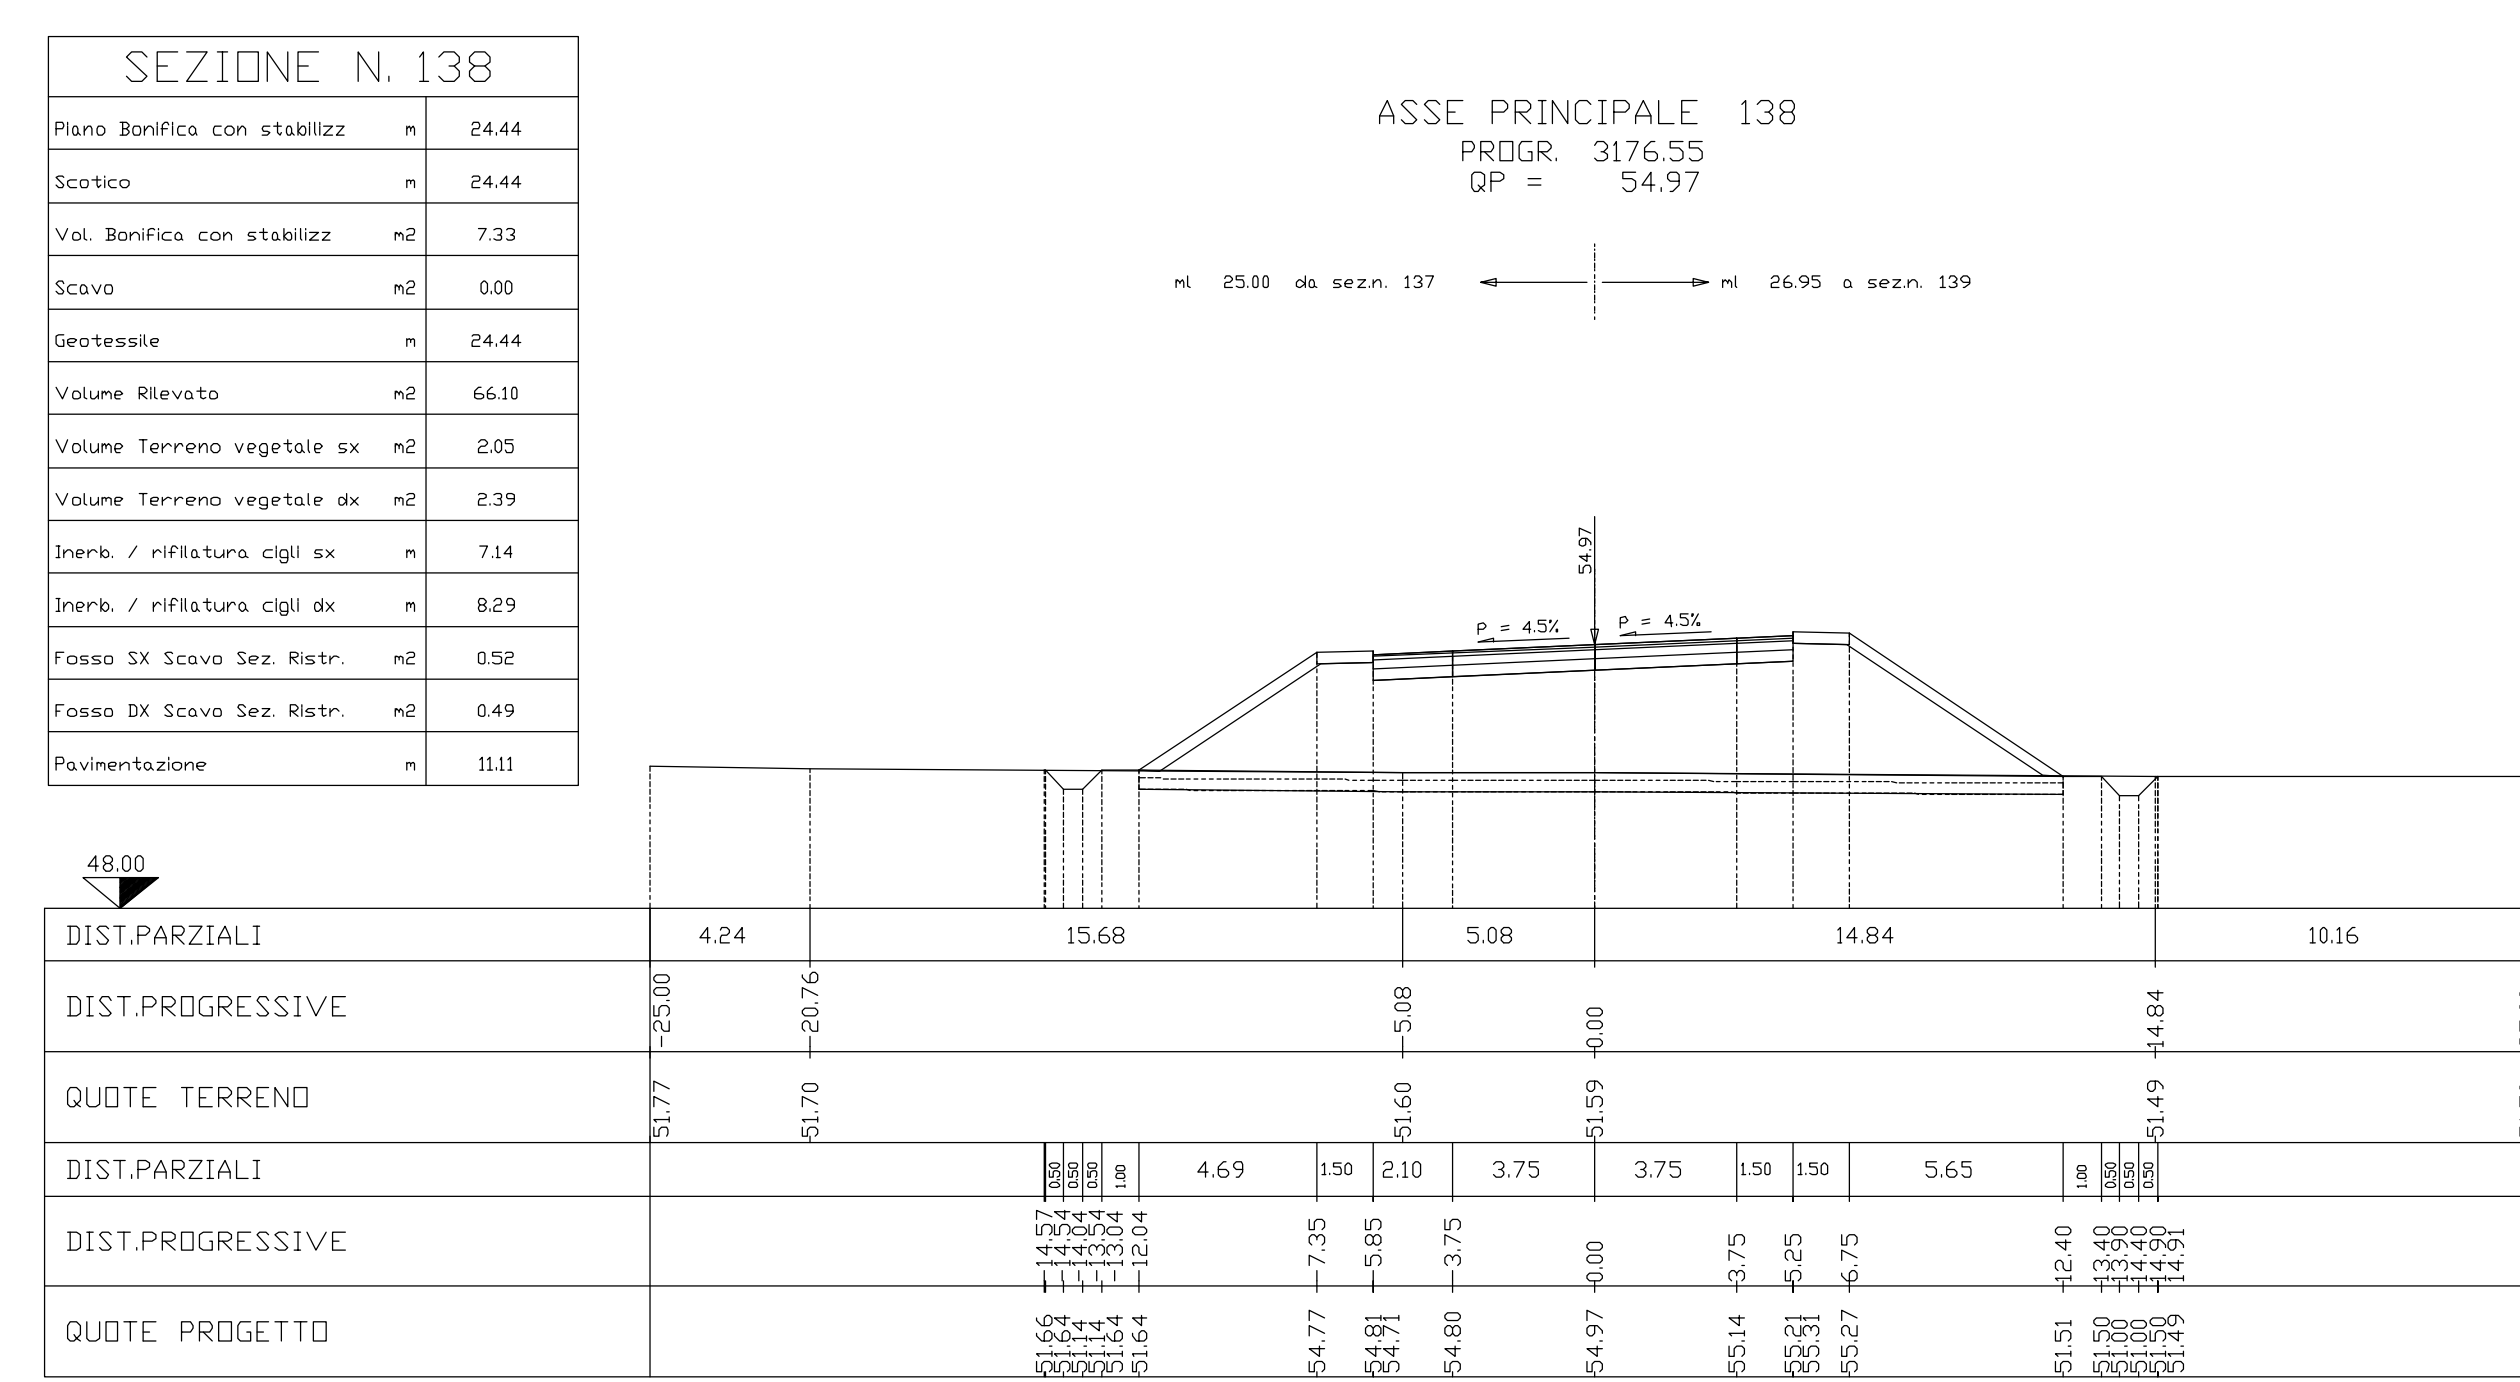 SEZIONE N. 138
Piano Bonifica con stabilizz m 24.44
Scotico m 24.44
Vol. Bonifica con stabilizz m2 7.33
Scavo m2 0.00
Geotessile m 24.44
Volume Rilevato m2 66.10
Volume Terreno vegetale sx m2 2.05
Volume Terreno vegetale dx m2 2.39
Inerb. / rifilatura cigli sx m 7.14
Inerb. / rifilatura cigli dx m 8.29
Fosso SX Scavo Sez. Ristr. m2 0.52
Fosso DX Scavo Sez. Ristr. m2 0.49
Pavimentazione m 11.11
ASSE PRINCIPALE 138
PROGR. 3176.55
QP = 54.97
ml 25.00 da sez.n. 137
ml 26.95 a sez.n. 139
54.97
P = 4.5%
P = 4.5%
48.00
DIST.PARZIALI 4.24 15.68 5.08 14.84 10.16
DIST.PROGRESSIVE -25.00 -20.76 -5.08 0.00 14.84
QUOTE TERRENO 51.77 51.70 51.60 51.59 51.49
DIST.PARZIALI 0.50 0.50 0.50 1.00 4.69 1.50 2.10 3.75 3.75 1.50 1.50 5.65 1.00 0.50 0.50 0.50
DIST.PROGRESSIVE -14.57 -14.54 -14.04 -13.54 -13.04 -12.04 -7.35 -5.85 -3.75 0.00 3.75 5.25 6.75 12.40 13.40 13.90 14.40 14.90 14.91
QUOTE PROGETTO 51.66 51.64 51.14 51.14 51.64 51.64 54.77 54.81 54.71 54.80 54.97 55.14 55.21 55.31 55.27 51.51 51.50 51.00 51.00 51.50 51.49